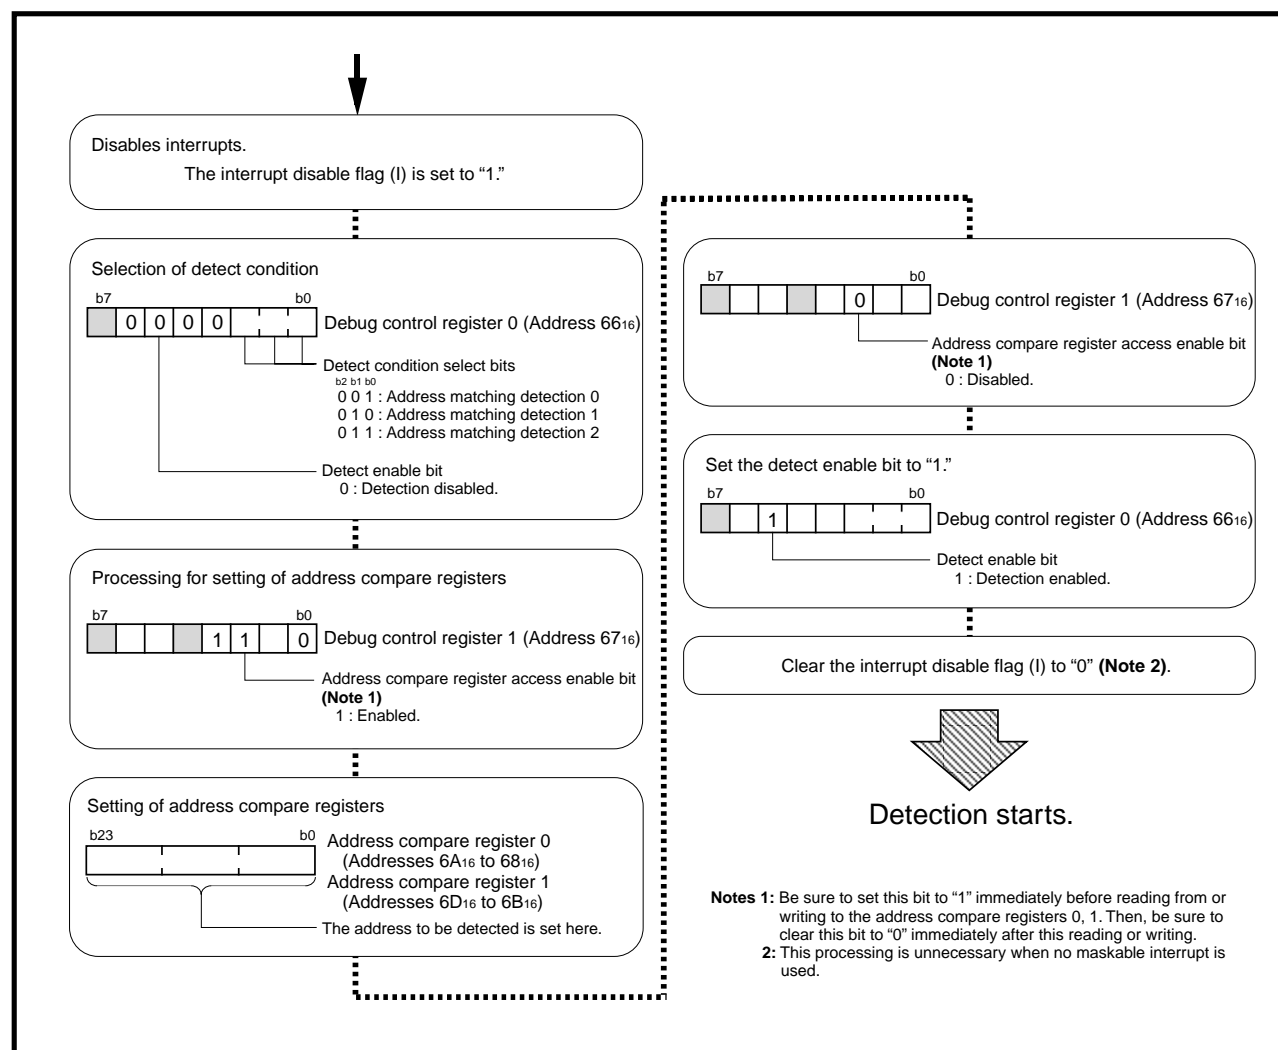 Disables interrupts.
The interrupt disable flag (I) is set to “1.”
Selection of detect condition
b7 b0
0 0 0 0 Debug control register 0 (Address 6616)
Detect condition select bits
b2 b1 b0
0 0 1 : Address matching detection 0
0 1 0 : Address matching detection 1
0 1 1 : Address matching detection 2
Detect enable bit
0 : Detection disabled.
Processing for setting of address compare registers
b7 b0
1 1 0 Debug control register 1 (Address 6716)
Address compare register access enable bit
(Note 1)
1 : Enabled.
Setting of address compare registers
b23 b0
Address compare register 0
(Addresses 6A16 to 6816)
Address compare register 1
(Addresses 6D16 to 6B16)
The address to be detected is set here.
b7 b0
0 Debug control register 1 (Address 6716)
Address compare register access enable bit
(Note 1)
0 : Disabled.
Set the detect enable bit to “1.”
b7 b0
1 Debug control register 0 (Address 6616)
Detect enable bit
1 : Detection enabled.
Clear the interrupt disable flag (I) to “0” (Note 2).
Detection starts.
Notes 1: Be sure to set this bit to “1” immediately before reading from or
writing to the address compare registers 0, 1. Then, be sure to
clear this bit to “0” immediately after this reading or writing.
2: This processing is unnecessary when no maskable interrupt is
used.